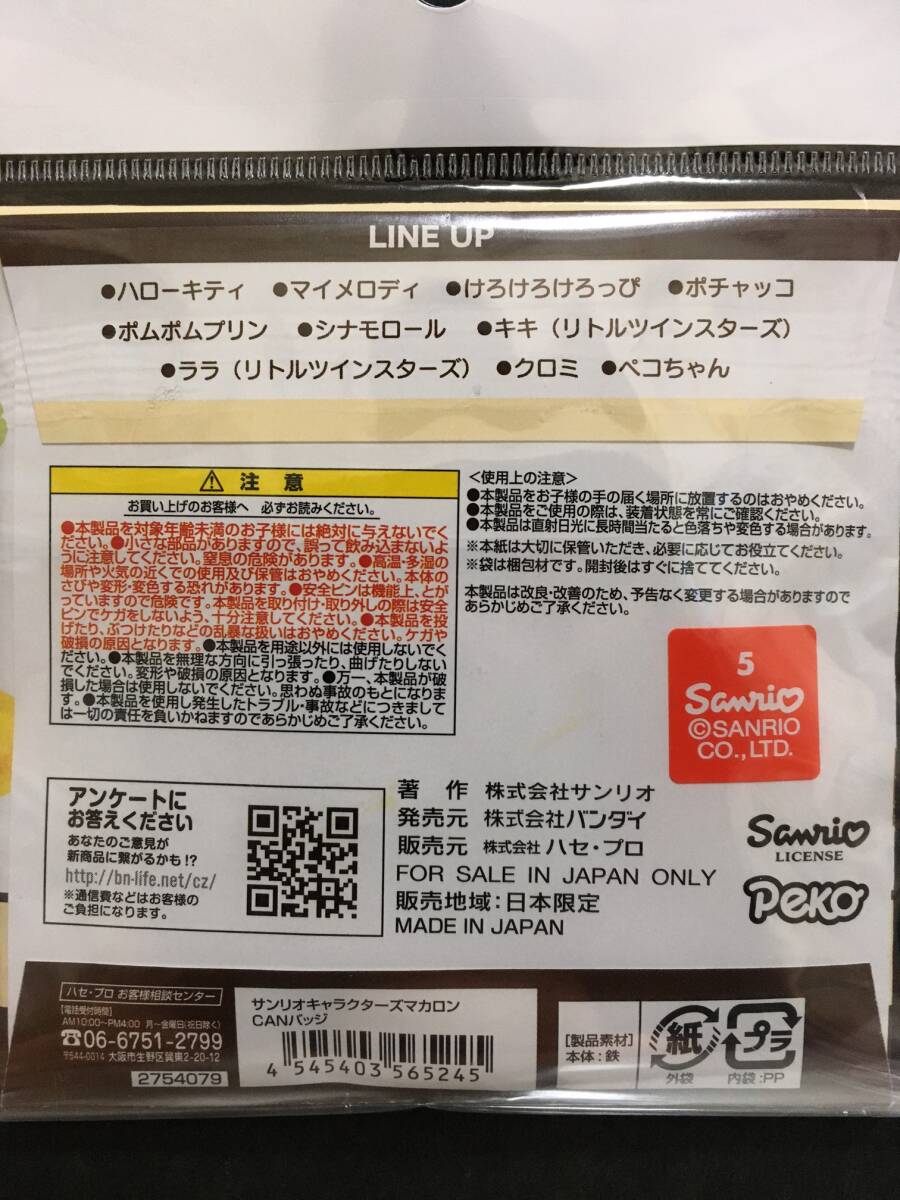 LINE UP
●ハローキティ ●マイメロディ ●けろけろけろっぴ ●ポチャッコ
●ポムポムプリン ●シナモロール ●キキ（リトルツインスターズ）
●ララ（リトルツインスターズ） ●クロミ ●ペコちゃん
⚠ 注意
お買い上げのお客様へ 必ずお読みください。
●本製品を対象年齢未満のお子様には絶対に与えないでく
ださい。●小さな部品がありますので、誤って飲み込まないよ
うに注意してください。窒息の危険があります。●高温・多湿の
場所や火気の近くでの使用及び保管はおやめください。本体の
さびや変形・変色する恐れがあります。●安全ピンは機能上、とが
っていますので危険です。本製品を取り付け・取り外しの際は安全
ピンでケガをしないよう、十分注意してください。●本製品を投
げたり、ぶつけたりなどの乱暴な扱いはおやめください。ケガや
破損の原因となります。●本製品を用途以外には使用しないでく
ださい。●本製品を無理な方向に引っ張ったり、曲げたりしない
でください。変形や破損の原因となります。●万一、本製品が破
損した場合は使用しないでください。思わぬ事故のもとになりま
す。●本製品を使用し発生したトラブル・事故などにつきまして
は一切の責任を負いかねますのであらかじめご了承ください。
＜使用上の注意＞
●本製品をお子様の手の届く場所に放置するのはおやめください。
●本製品をご使用の際は、装着状態を常にご確認ください。
●本製品は直射日光に長時間当たると色落ちや変色する場合があります。
※本紙は大切に保管いただき、必要に応じてお役立てください。
※袋は梱包材です。開封後はすぐに捨ててください。
本製品は改良・改善のため、予告なく変更する場合がありますので
あらかじめご了承ください。
5
Sanrio
©SANRIO
CO., LTD.
アンケートに
お答えください
あなたのご意見が
新商品に繋がるかも!?
http://bn-life.net/cz/
※通信費などはお客様の
ご負担になります。
著 作 株式会社サンリオ
発売元 株式会社バンダイ
販売元 株式会社 ハセ・プロ
FOR SALE IN JAPAN ONLY
販売地域：日本限定
MADE IN JAPAN
Sanrio
LICENSE
PeKo
ハセ・プロ お客様相談センター
【電話受付時間】
AM10:00～PM4:00 月～金曜日(祝日除く)
☎06-6751-2799
〒544-0014 大阪市生野区巽東2-20-12
2754079
サンリオキャラクターズマカロン
CANバッジ
4 545403 565245
[製品素材]
本体：鉄
紙
外袋
プラ
内袋：PP